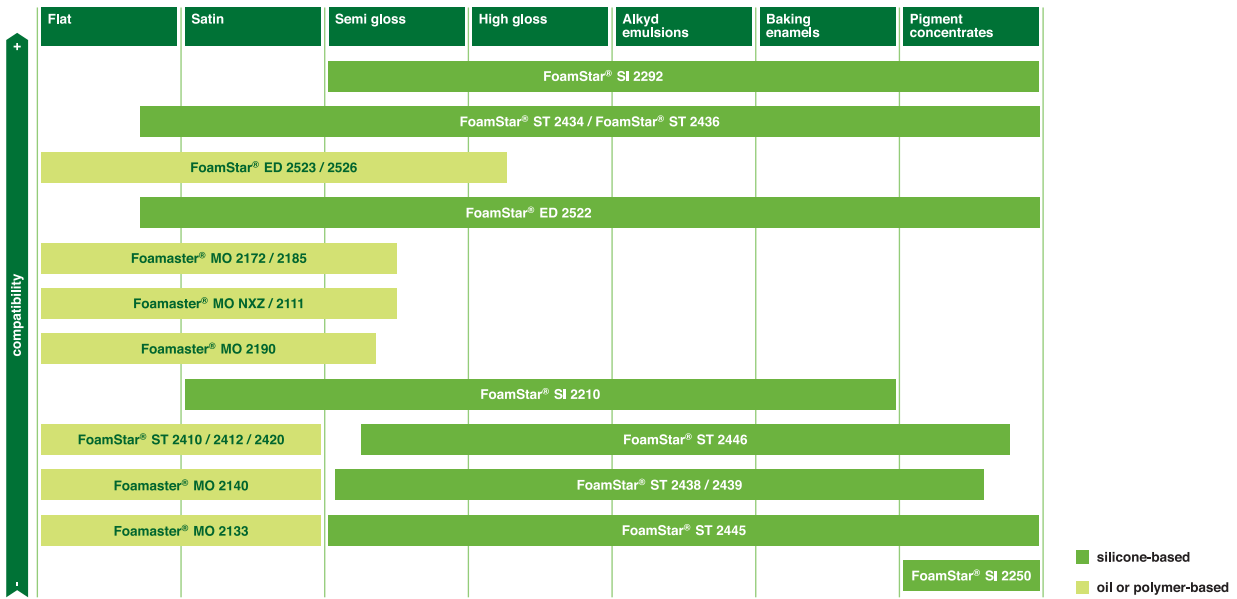 Flat
Satin
Semi gloss
High gloss
Alkyd
emulsions
Baking
enamels
Pigment
concentrates
+
compatibility
-
FoamStar® SI 2292
FoamStar® ST 2434 / FoamStar® ST 2436
FoamStar® ED 2523 / 2526
FoamStar® ED 2522
Foamaster® MO 2172 / 2185
Foamaster® MO NXZ / 2111
Foamaster® MO 2190
FoamStar® SI 2210
FoamStar® ST 2410 / 2412 / 2420
FoamStar® ST 2446
Foamaster® MO 2140
FoamStar® ST 2438 / 2439
Foamaster® MO 2133
FoamStar® ST 2445
FoamStar® SI 2250
silicone-based
oil or polymer-based